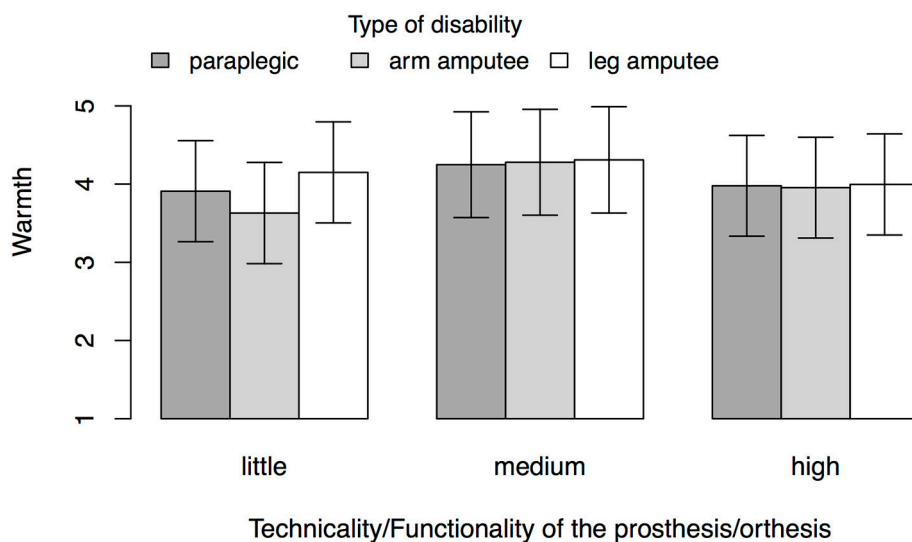 Type of disability
paraplegic arm amputee leg amputee
5
4
3
2
1
Warmth
little medium high
Technicality/Functionality of the prosthesis/orthesis